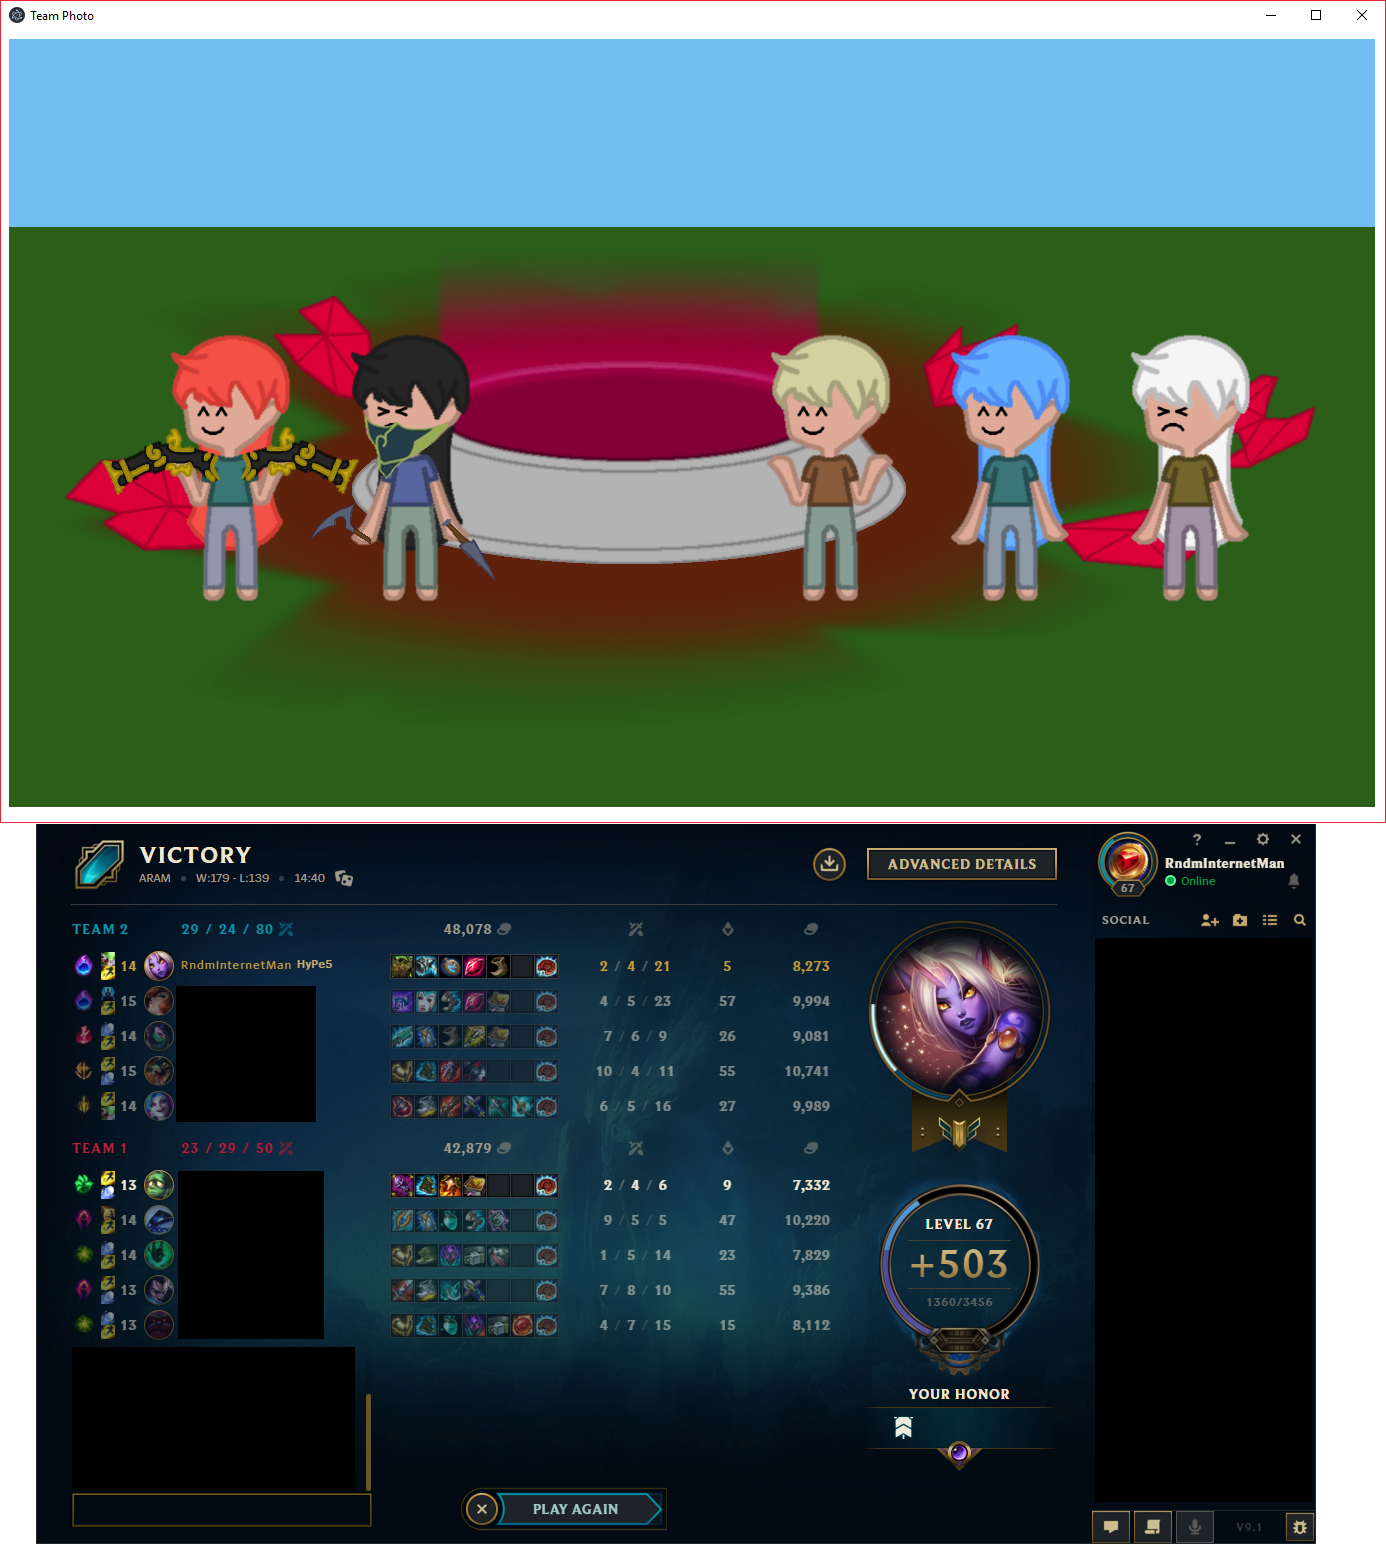 Team Photo
VICTORY
ARAM • W:179 - L:139 • 14:40
ADVANCED DETAILS
?
RndmInternetMan
Online
67
SOCIAL
TEAM 2 29 / 24 / 80 48,078
14 RndmInternetMan HyPe5 2 / 4 / 21 5 8,273
15 4 / 5 / 23 57 9,994
14 7 / 6 / 9 26 9,081
15 10 / 4 / 11 55 10,741
14 6 / 5 / 16 27 9,989
TEAM 1 23 / 29 / 50 42,879
13 2 / 4 / 6 9 7,332
14 9 / 5 / 5 47 10,220
14 1 / 5 / 14 23 7,829
13 7 / 8 / 10 55 9,386
13 4 / 7 / 15 15 8,112
LEVEL 67
+503
1360/3456
YOUR HONOR
PLAY AGAIN
V9.1